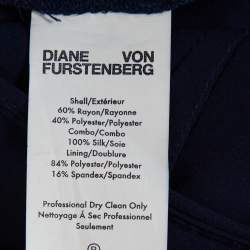 DIANE VON
FURSTENBERG
Shell/Extérieur
60% Rayon/Rayonne
40% Polyester/Polyester
Combo/Combo
100% Silk/Soie
Lining/Doublure
84% Polyester/Polyester
16% Spandex/Spandex
Professional Dry Clean Only
Nettoyage À Sec Professionnel
Seulement